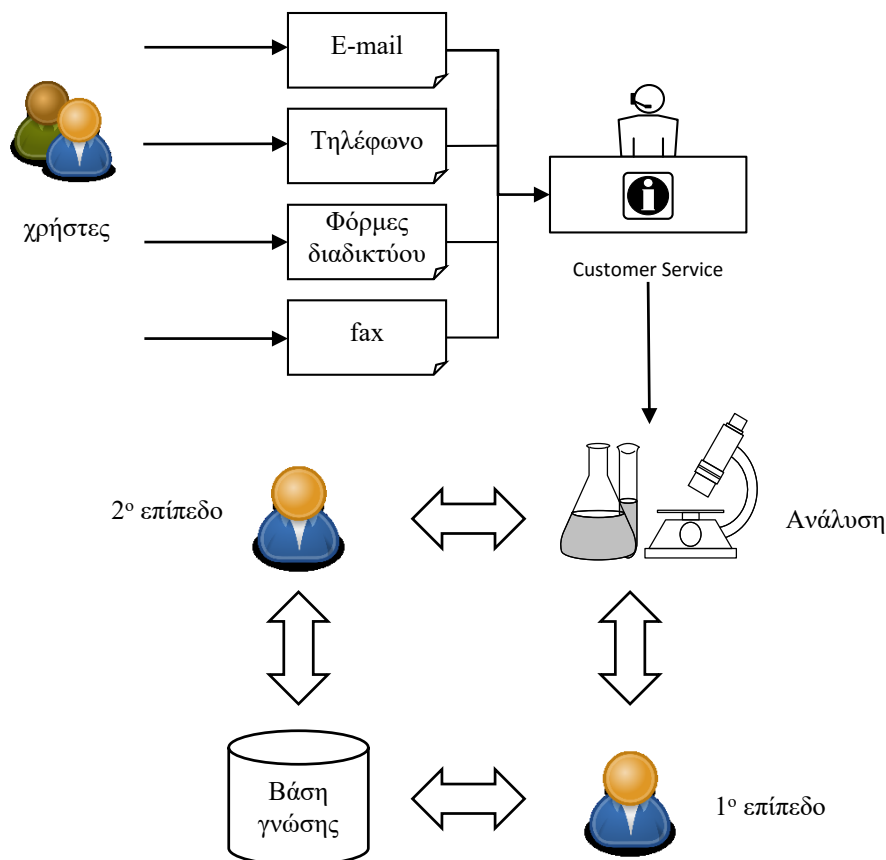 E-mail
Τηλέφωνο
χρήστες
Φόρμες
διαδικτύου
Customer Service
fax
2ο επίπεδο
Ανάλυση
Βάση
γνώσης
1ο επίπεδο